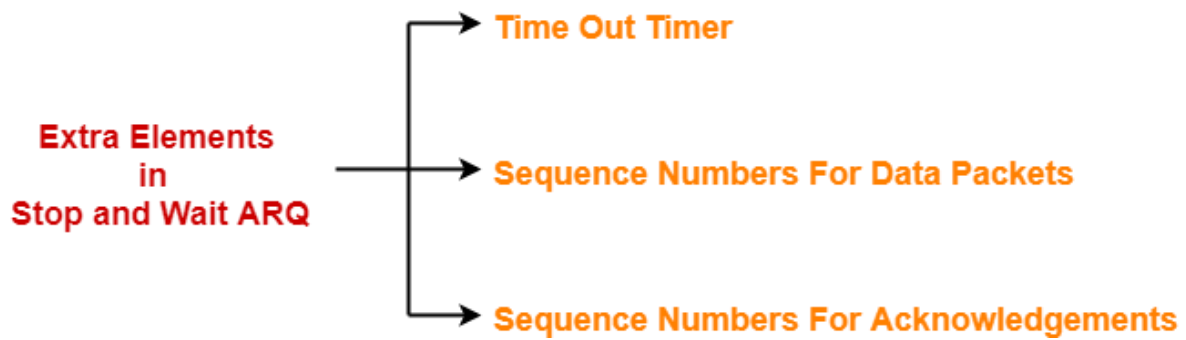 Extra Elements
in
Stop and Wait ARQ
Time Out Timer
Sequence Numbers For Data Packets
Sequence Numbers For Acknowledgements